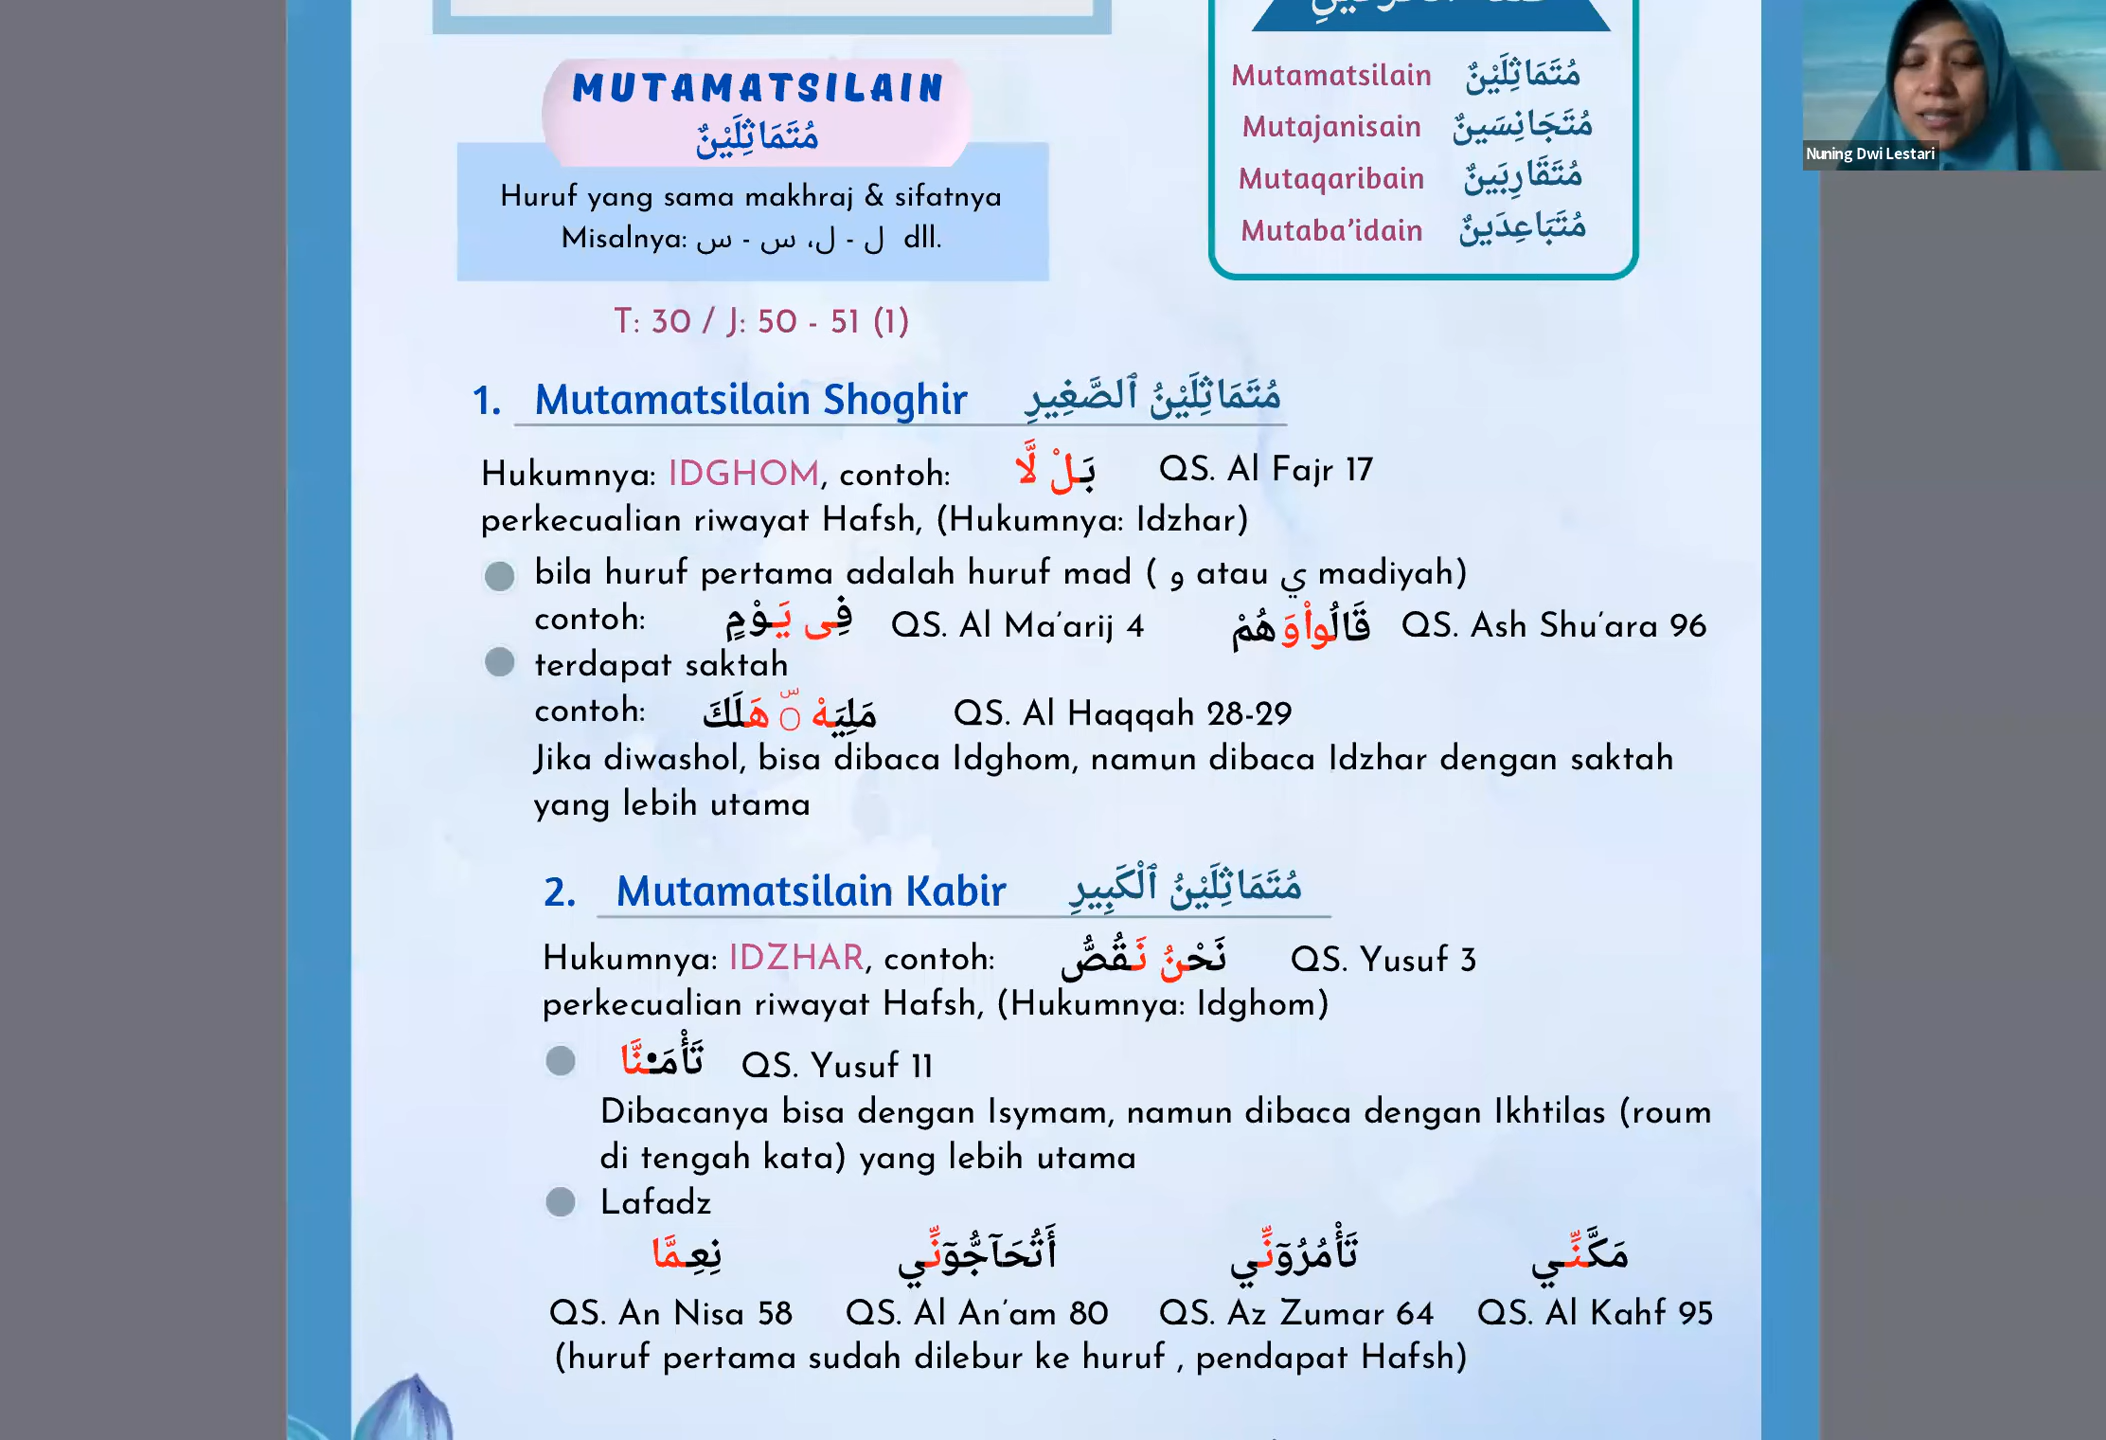 MUTAMATSILAIN
مُتَمَاثِلَيْنٌ
Huruf yang sama makhraj & sifatnya
Misalnya: ل - ل، س - س dll.
T: 30 / J: 50 - 51 (1)
Mutamatsilain مُتَمَاثِلَيْنٌ
Mutajanisain مُتَجَانِسَينٌ
Mutaqaribain مُتَقَارِبَينٌ
Mutaba'idain مُتَبَاعِدَينٌ
Nuning Dwi Lestari
1. Mutamatsilain Shoghir مُتَمَاثِلَيْنُ ٱلصَّغِيرِ
Hukumnya: IDGHOM, contoh: بَلْ لَّا QS. Al Fajr 17
perkecualian riwayat Hafsh, (Hukumnya: Idzhar)
bila huruf pertama adalah huruf mad ( و atau ي madiyah)
contoh: فِى يَوْمٍ QS. Al Ma'arij 4 قَالُواْ وَهُمْ QS. Ash Shu'ara 96
terdapat saktah
contoh: مَلِيَهْ ۜ هَلَكَ QS. Al Haqqah 28-29
Jika diwashol, bisa dibaca Idghom, namun dibaca Idzhar dengan saktah
yang lebih utama
2. Mutamatsilain Kabir مُتَمَاثِلَيْنُ ٱلْكَبِيرِ
Hukumnya: IDZHAR, contoh: نَحْنُ نَقُصُّ QS. Yusuf 3
perkecualian riwayat Hafsh, (Hukumnya: Idghom)
تَأْمَ۬نَّا QS. Yusuf 11
Dibacanya bisa dengan Isymam, namun dibaca dengan Ikhtilas (roum
di tengah kata) yang lebih utama
Lafadz
نِعِمَّا أَتُحَآجُّوٓنِّي تَأْمُرُوٓنِّي مَكَّنِّي
QS. An Nisa 58 QS. Al An'am 80 QS. Az Zumar 64 QS. Al Kahf 95
(huruf pertama sudah dilebur ke huruf , pendapat Hafsh)